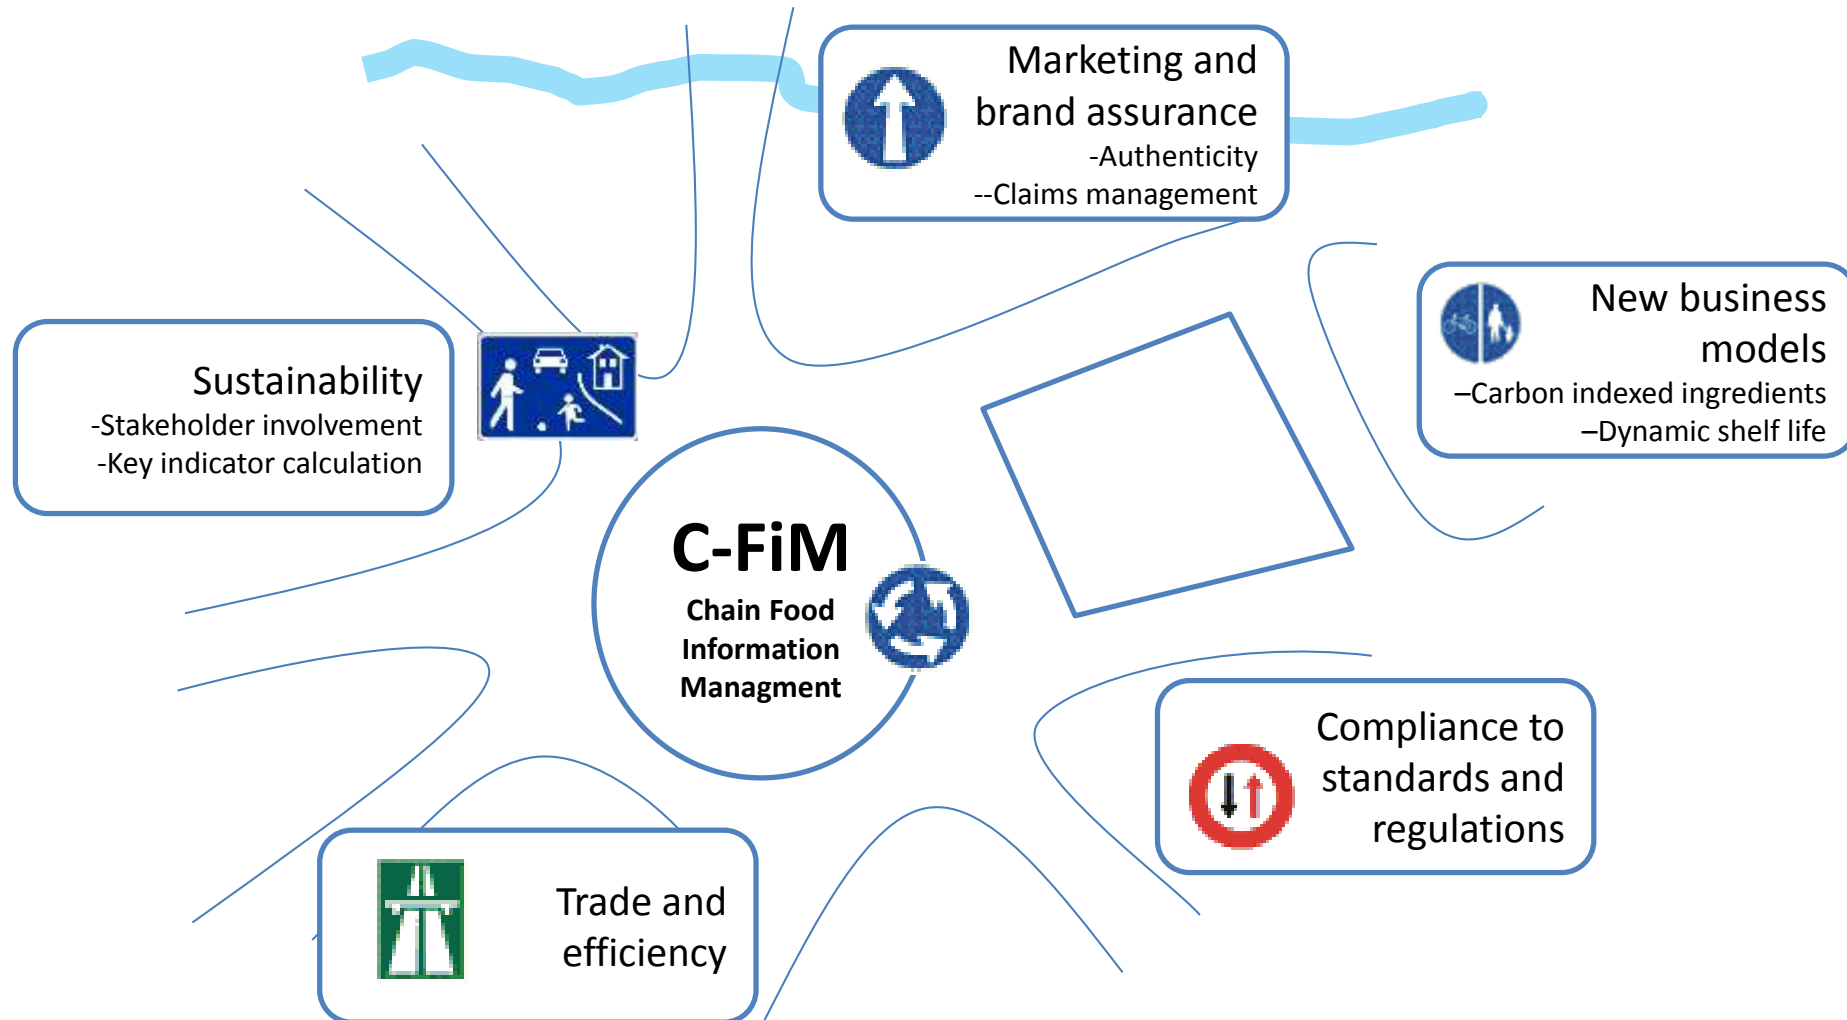 Marketing and
brand assurance
-Authenticity
--Claims management
New business
models
–Carbon indexed ingredients
–Dynamic shelf life
Sustainability
-Stakeholder involvement
-Key indicator calculation
C-FiM
Chain Food
Information
Managment
Compliance to
standards and
regulations
Trade and
efficiency